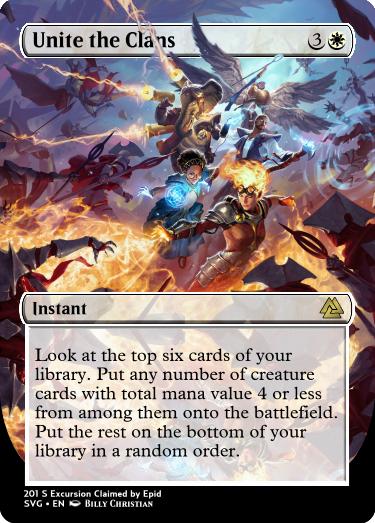 Unite the Clans 3
Instant
Look at the top six cards of your
library. Put any number of creature
cards with total mana value 4 or less
from among them onto the battlefield.
Put the rest on the bottom of your
library in a random order.
201 S Excursion Claimed by Epid
SVG • EN Billy Christian